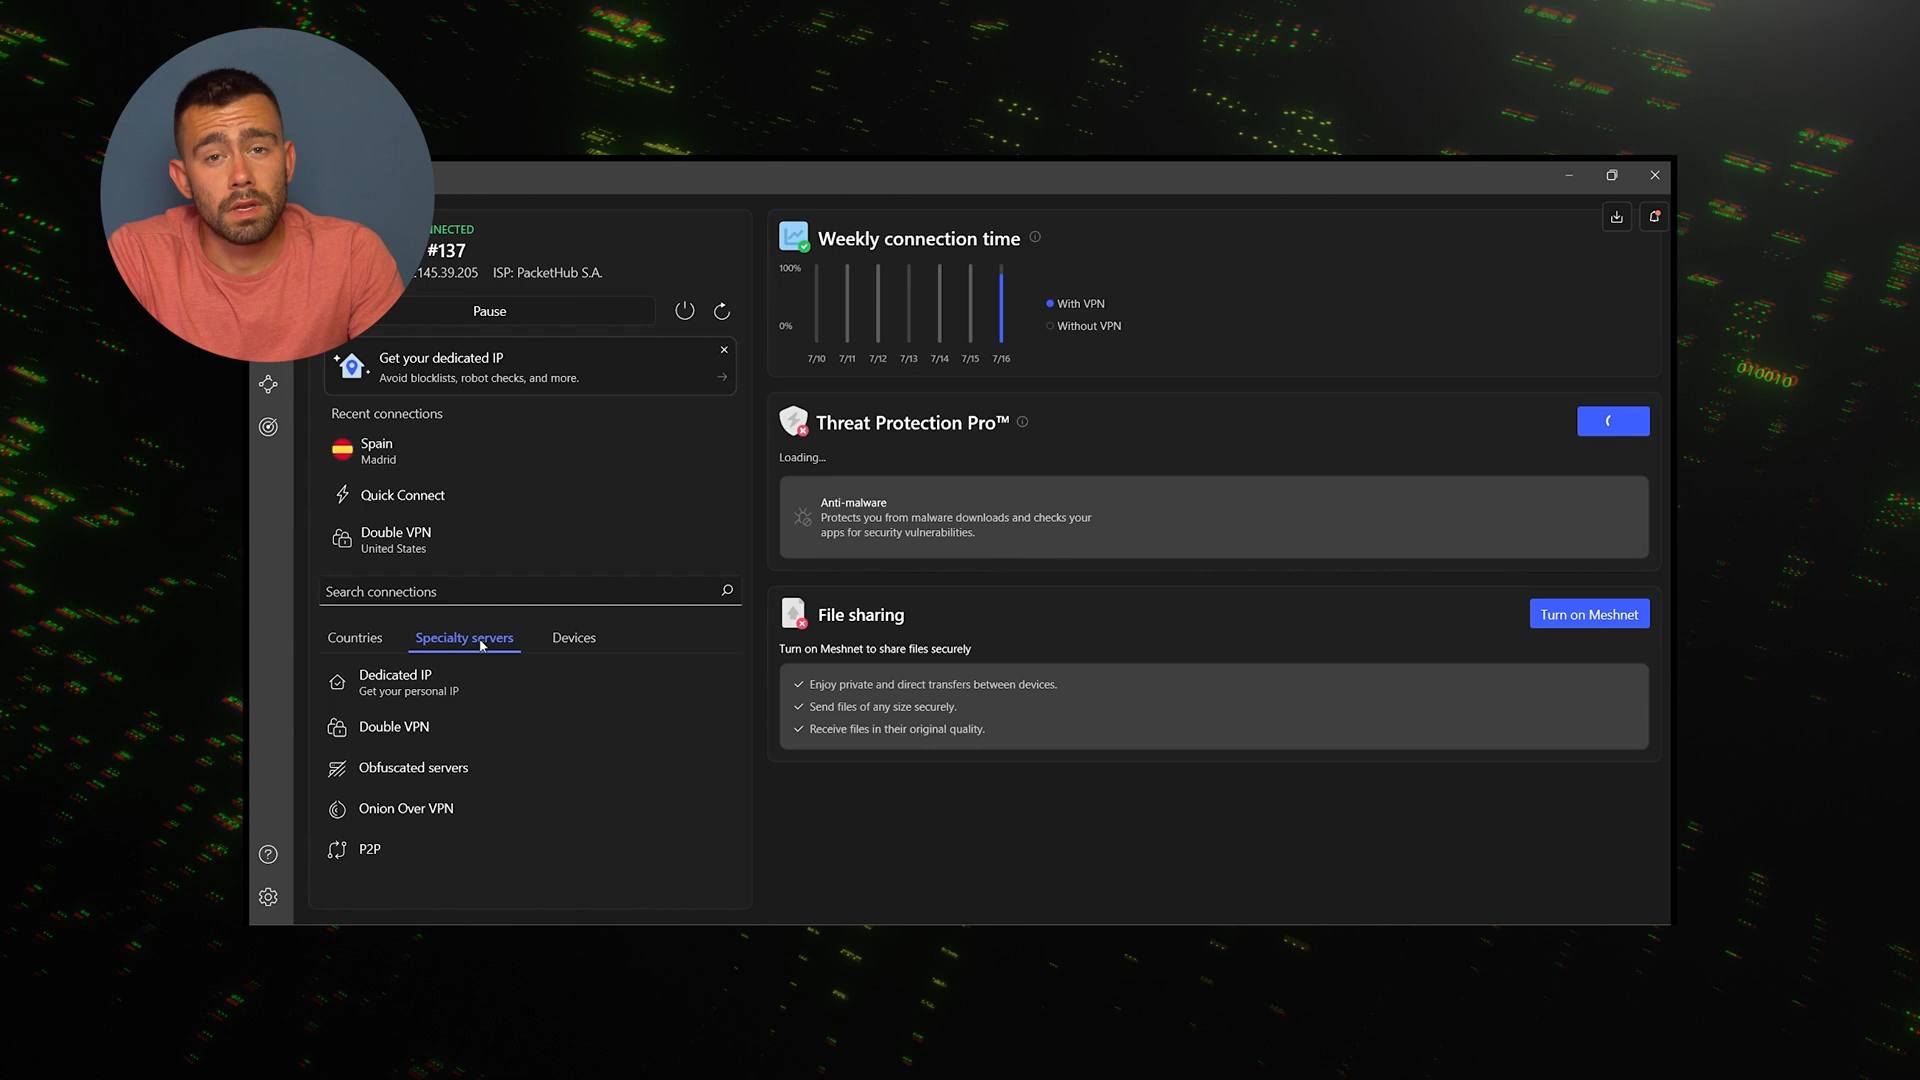 NNECTED
#137
.145.39.205 ISP: PacketHub S.A.
Pause
Get your dedicated IP
Avoid blocklists, robot checks, and more.
Recent connections
Spain
Madrid
Quick Connect
Double VPN
United States
Search connections
Countries Specialty servers Devices
Dedicated IP
Get your personal IP
Double VPN
Obfuscated servers
Onion Over VPN
P2P
Weekly connection time
100%
0%
7/10 7/11 7/12 7/13 7/14 7/15 7/16
With VPN
Without VPN
Threat Protection Pro™
Loading...
Anti-malware
Protects you from malware downloads and checks your
apps for security vulnerabilities.
File sharing
Turn on Meshnet
Turn on Meshnet to share files securely
Enjoy private and direct transfers between devices.
Send files of any size securely.
Receive files in their original quality.
010010